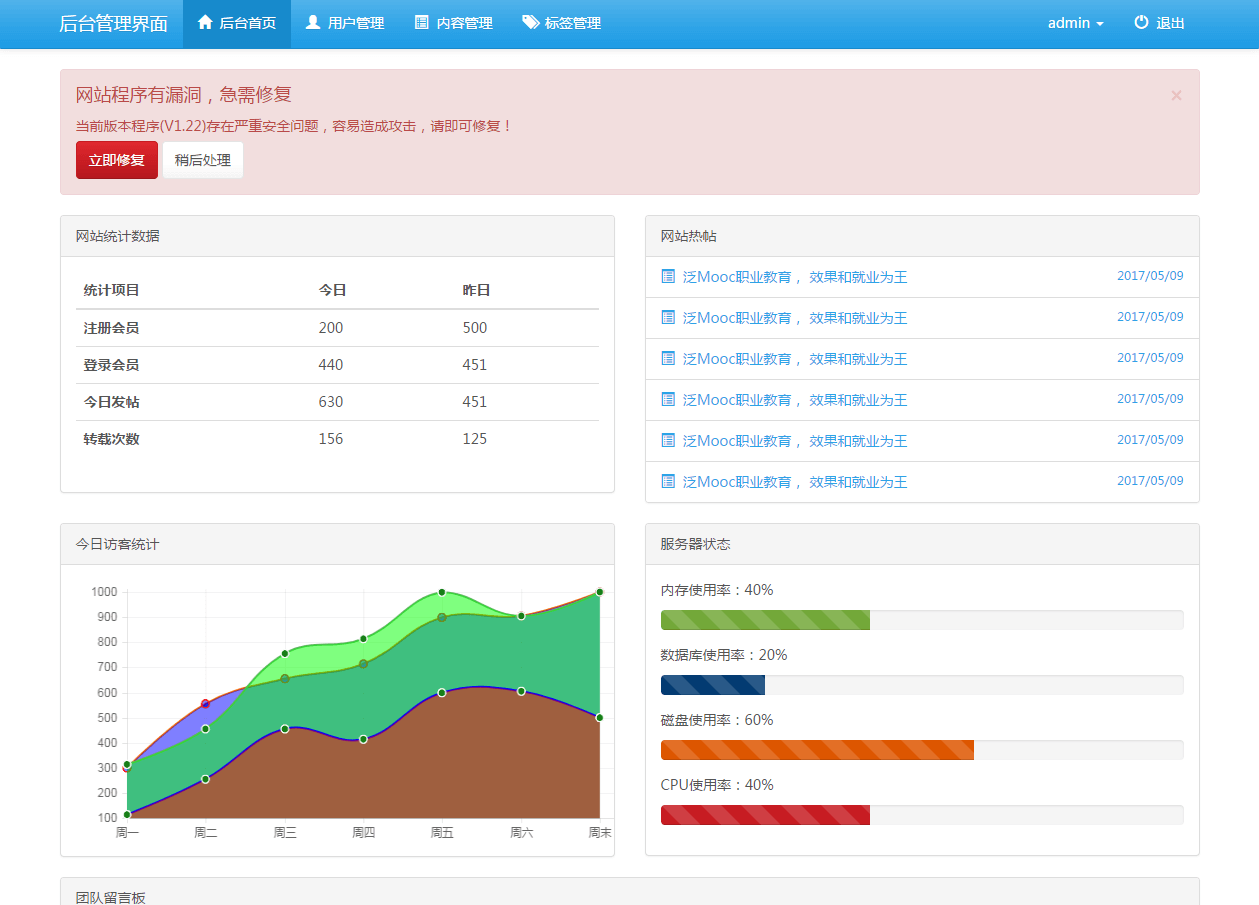 后台管理界面 后台首页 用户管理 内容管理 标签管理 admin 退出
网站程序有漏洞，急需修复 ×
当前版本程序(V1.22)存在严重安全问题，容易造成攻击，请即可修复！
立即修复 稍后处理
网站统计数据
统计项目 今日 昨日
注册会员 200 500
登录会员 440 451
今日发帖 630 451
转载次数 156 125
网站热帖
泛Mooc职业教育， 效果和就业为王 2017/05/09
泛Mooc职业教育， 效果和就业为王 2017/05/09
泛Mooc职业教育， 效果和就业为王 2017/05/09
泛Mooc职业教育， 效果和就业为王 2017/05/09
泛Mooc职业教育， 效果和就业为王 2017/05/09
泛Mooc职业教育， 效果和就业为王 2017/05/09
今日访客统计
1000
900
800
700
600
500
400
300
200
100
周一 周二 周三 周四 周五 周六 周末
服务器状态
内存使用率：40%
数据库使用率：20%
磁盘使用率：60%
CPU使用率：40%
团队留言板